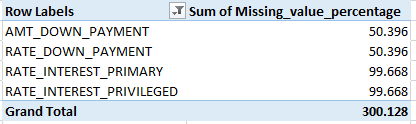 Row Labels Sum of Missing_value_percentage
AMT_DOWN_PAYMENT 50.396
RATE_DOWN_PAYMENT 50.396
RATE_INTEREST_PRIMARY 99.668
RATE_INTEREST_PRIVILEGED 99.668
Grand Total 300.128